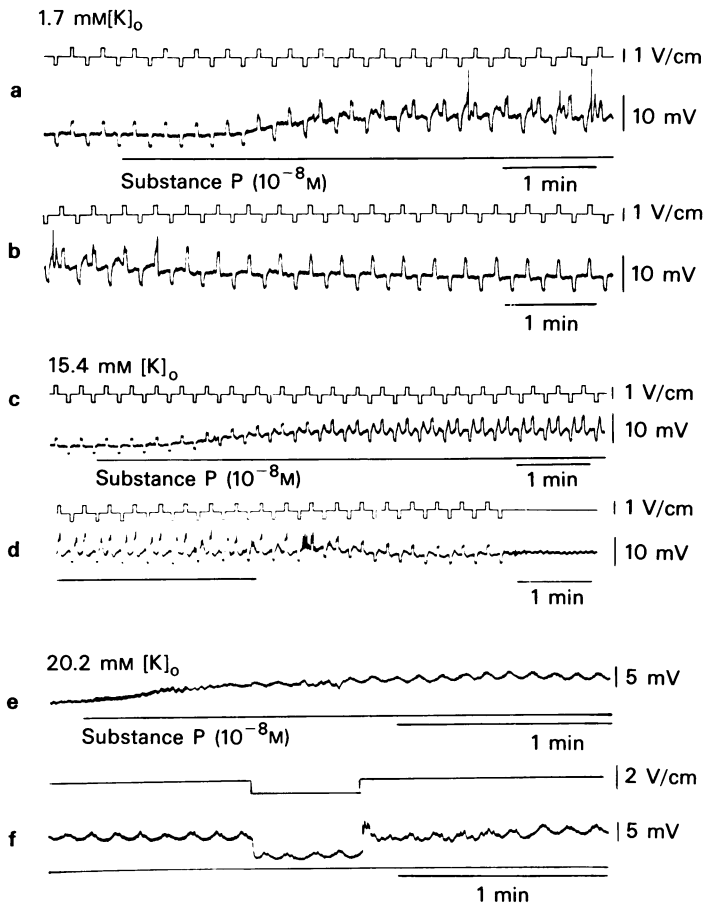 1.7 mM[K]o
1 V/cm
a
10 mV
Substance P (10−8M)
1 min
1 V/cm
b
10 mV
1 min
15.4 mM [K]o
c
1 V/cm
10 mV
Substance P (10−8M)
1 min
1 V/cm
d
10 mV
1 min
20.2 mM [K]o
5 mV
e
Substance P (10−8M)
1 min
2 V/cm
f
5 mV
1 min